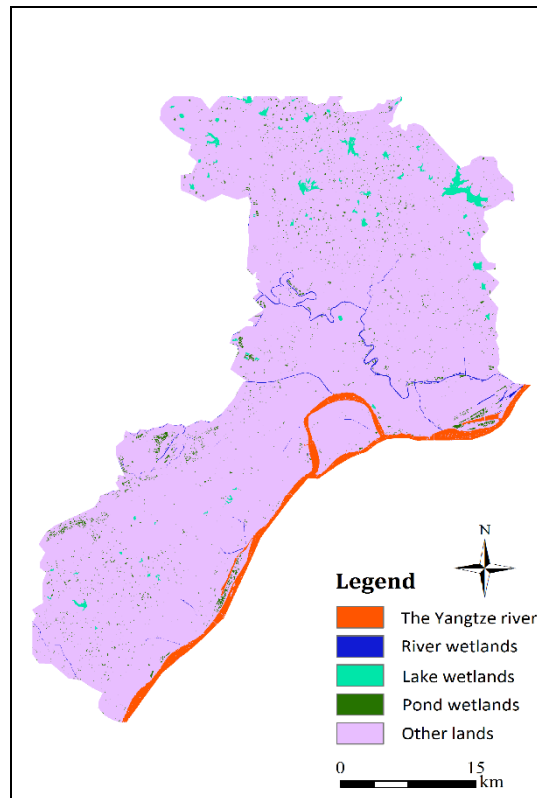 N
Legend
The Yangtze river
River wetlands
Lake wetlands
Pond wetlands
Other lands
0 15
km